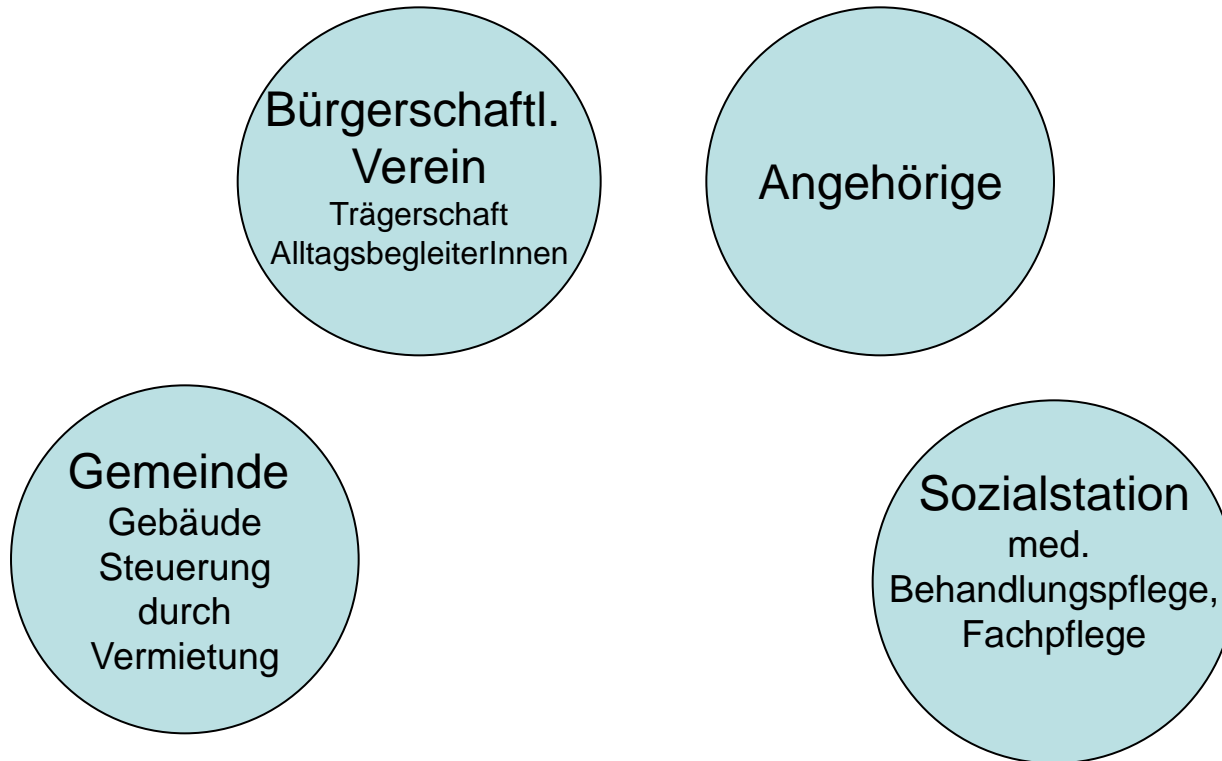 Bürgerschaftl.
Verein
Trägerschaft
AlltagsbegleiterInnen
Angehörige
Gemeinde
Gebäude
Steuerung
durch
Vermietung
Sozialstation
med.
Behandlungspflege,
Fachpflege